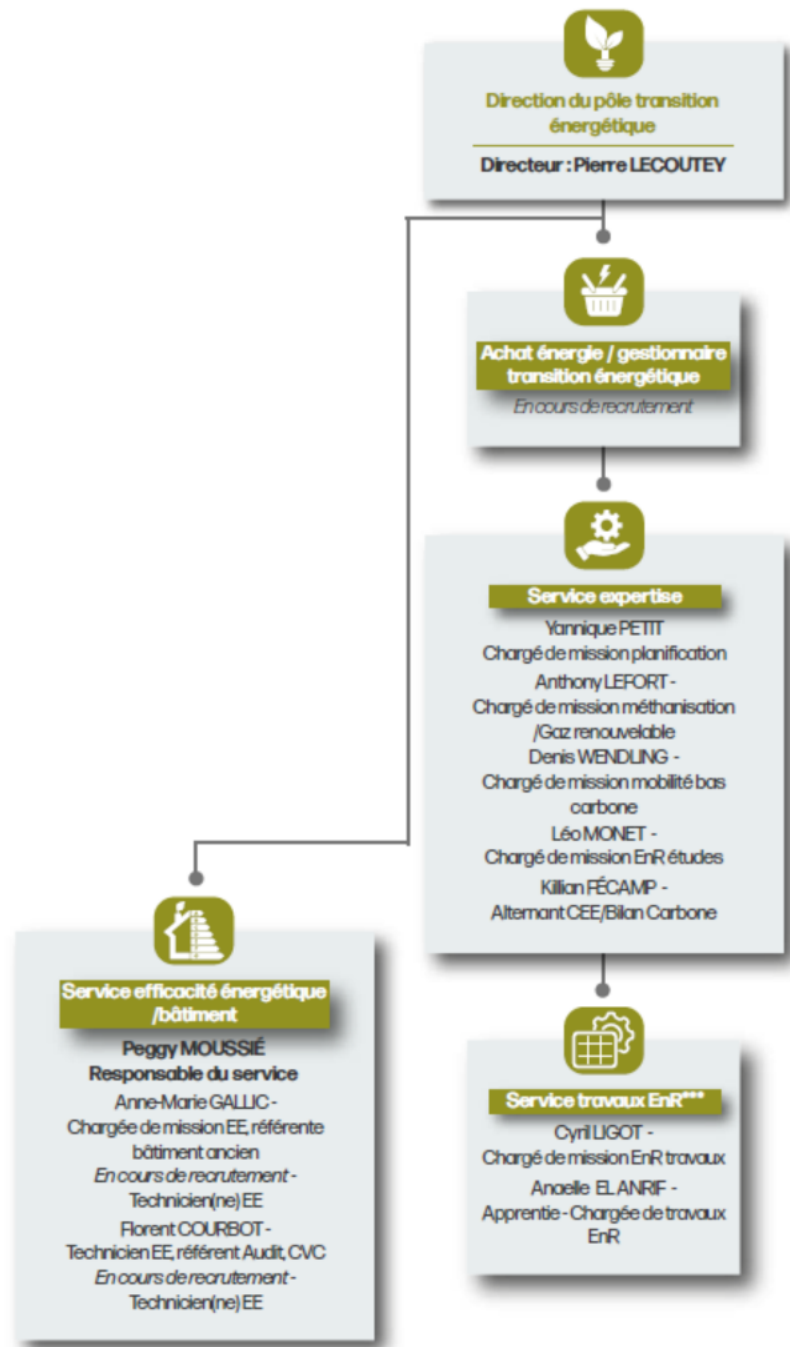 Direction du pôle transition
énergétique
Directeur : Pierre LECOUTEY
Achat énergie / gestionnaire
transition énergétique
En cours de recrutement
Service expertise
Yannique PETIT
Chargé de mission planification
Anthony LEFORT -
Chargé de mission méthanisation
/Gaz renouvelable
Denis WENDLING -
Chargé de mission mobilité bas
carbone
Léo MONET -
Chargé de mission EnR études
Killian FÉCAMP -
Alternant CEE/Bilan Carbone
Service efficacité énergétique
/bâtiment
Peggy MOUSSIÉ
Responsable du service
Anne-Marie GALLIC -
Chargée de mission EE, référente
bâtiment ancien
En cours de recrutement -
Technicien(ne) EE
Florent COURBOT -
Technicien EE, référent Audit, CVC
En cours de recrutement -
Technicien(ne) EE
Service travaux EnR***
Cyril LIGOT -
Chargé de mission EnR travaux
Anaelle EL ANRIF -
Apprentie - Chargée de travaux
EnR